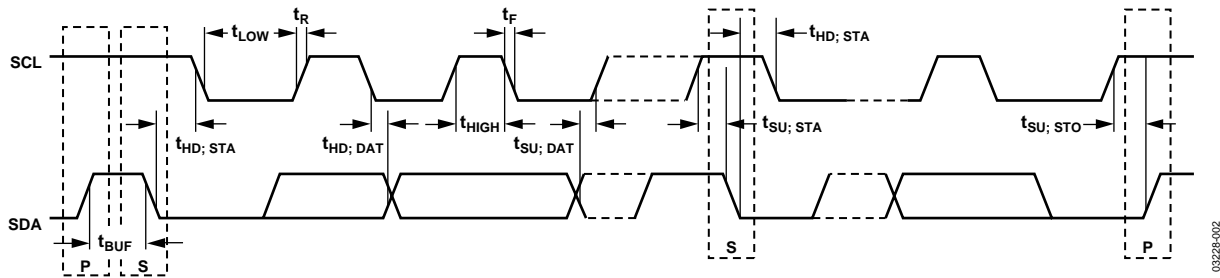 tR
tF
tLOW
tHD; STA
SCL
tHD; STA
tHD; DAT
tHIGH
tSU; DAT
tSU; STA
tSU; STO
SDA
tBUF
P
S
S
P
03228-002